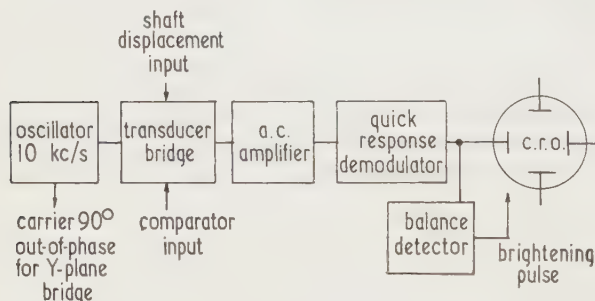 shaft
displacement
input
oscillator
10 kc/s
transducer
bridge
a.c.
amplifier
quick
response
demodulator
c.r.o.
carrier 90°
out-of-phase
for Y-plane
bridge
comparator
input
balance
detector
brightening
pulse